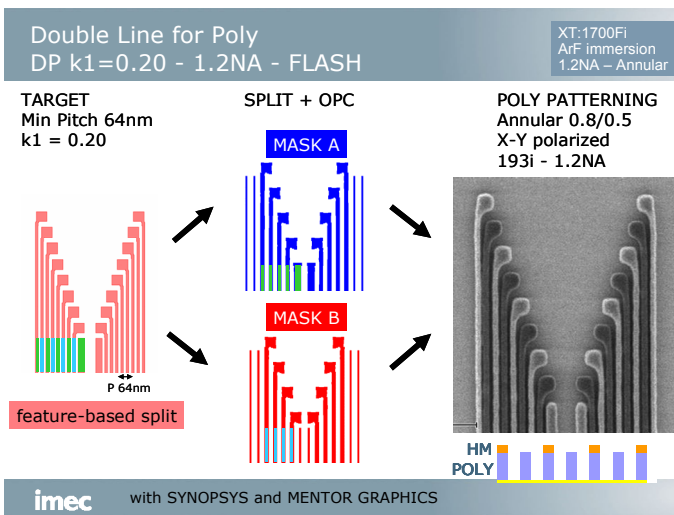 Double Line for Poly
DP k1=0.20 - 1.2NA - FLASH
XT:1700Fi
ArF immersion
1.2NA – Annular
TARGET
Min Pitch 64nm
k1 = 0.20
SPLIT + OPC
POLY PATTERNING
Annular 0.8/0.5
X-Y polarized
193i - 1.2NA
MASK A
MASK B
P 64nm
feature-based split
HM
POLY
imec
with SYNOPSYS and MENTOR GRAPHICS